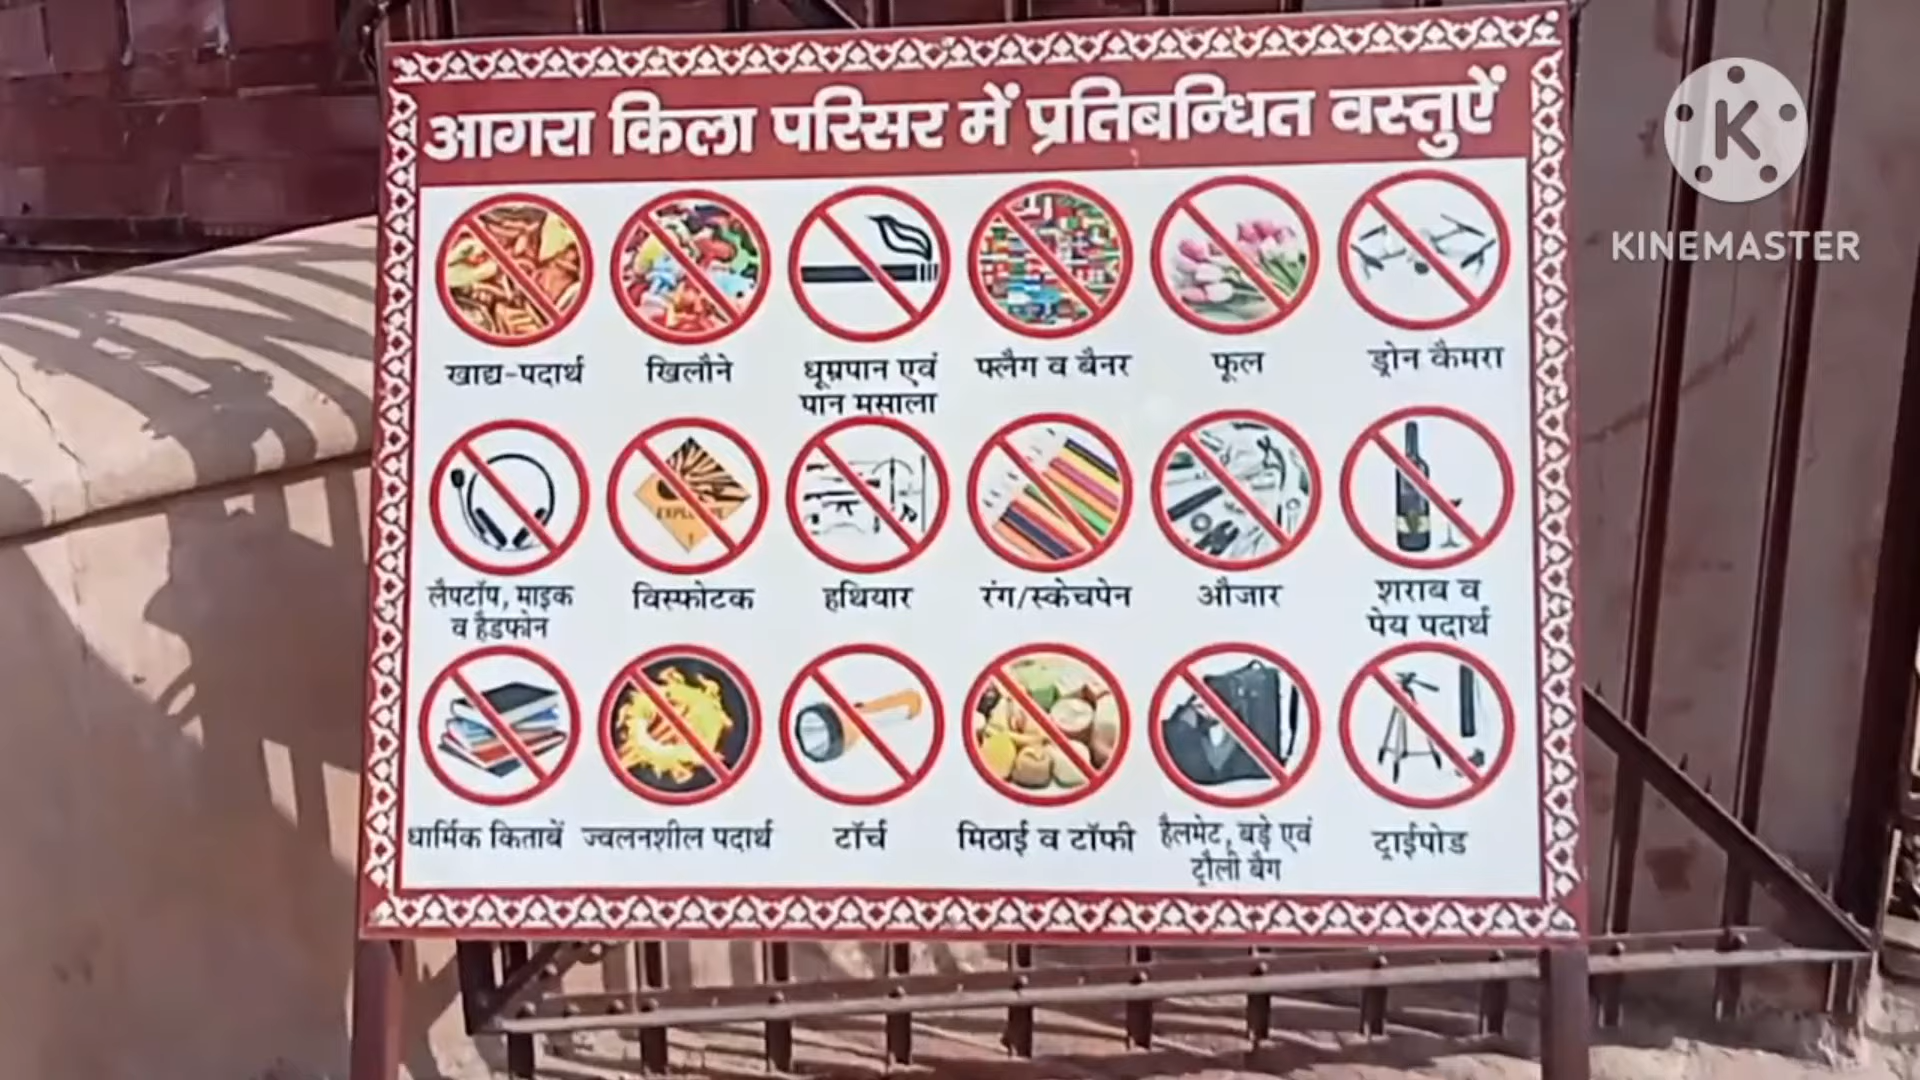 आगरा किला परिसर में प्रतिबन्धित वस्तुऐं
खाद्य-पदार्थ
खिलौने
धूम्रपान एवं
पान मसाला
फ्लैग व बैनर
फूल
ड्रोन कैमरा
लैपटॉप, माइक
व हैडफोन
EXPLOSIVE
विस्फोटक
हथियार
रंग/स्केचपेन
औजार
शराब व
पेय पदार्थ
धार्मिक किताबें
ज्वलनशील पदार्थ
टॉर्च
मिठाई व टॉफी
हैलमेट, बड़े एवं
ट्रौली बैग
ट्राईपोड
K
KINEMASTER